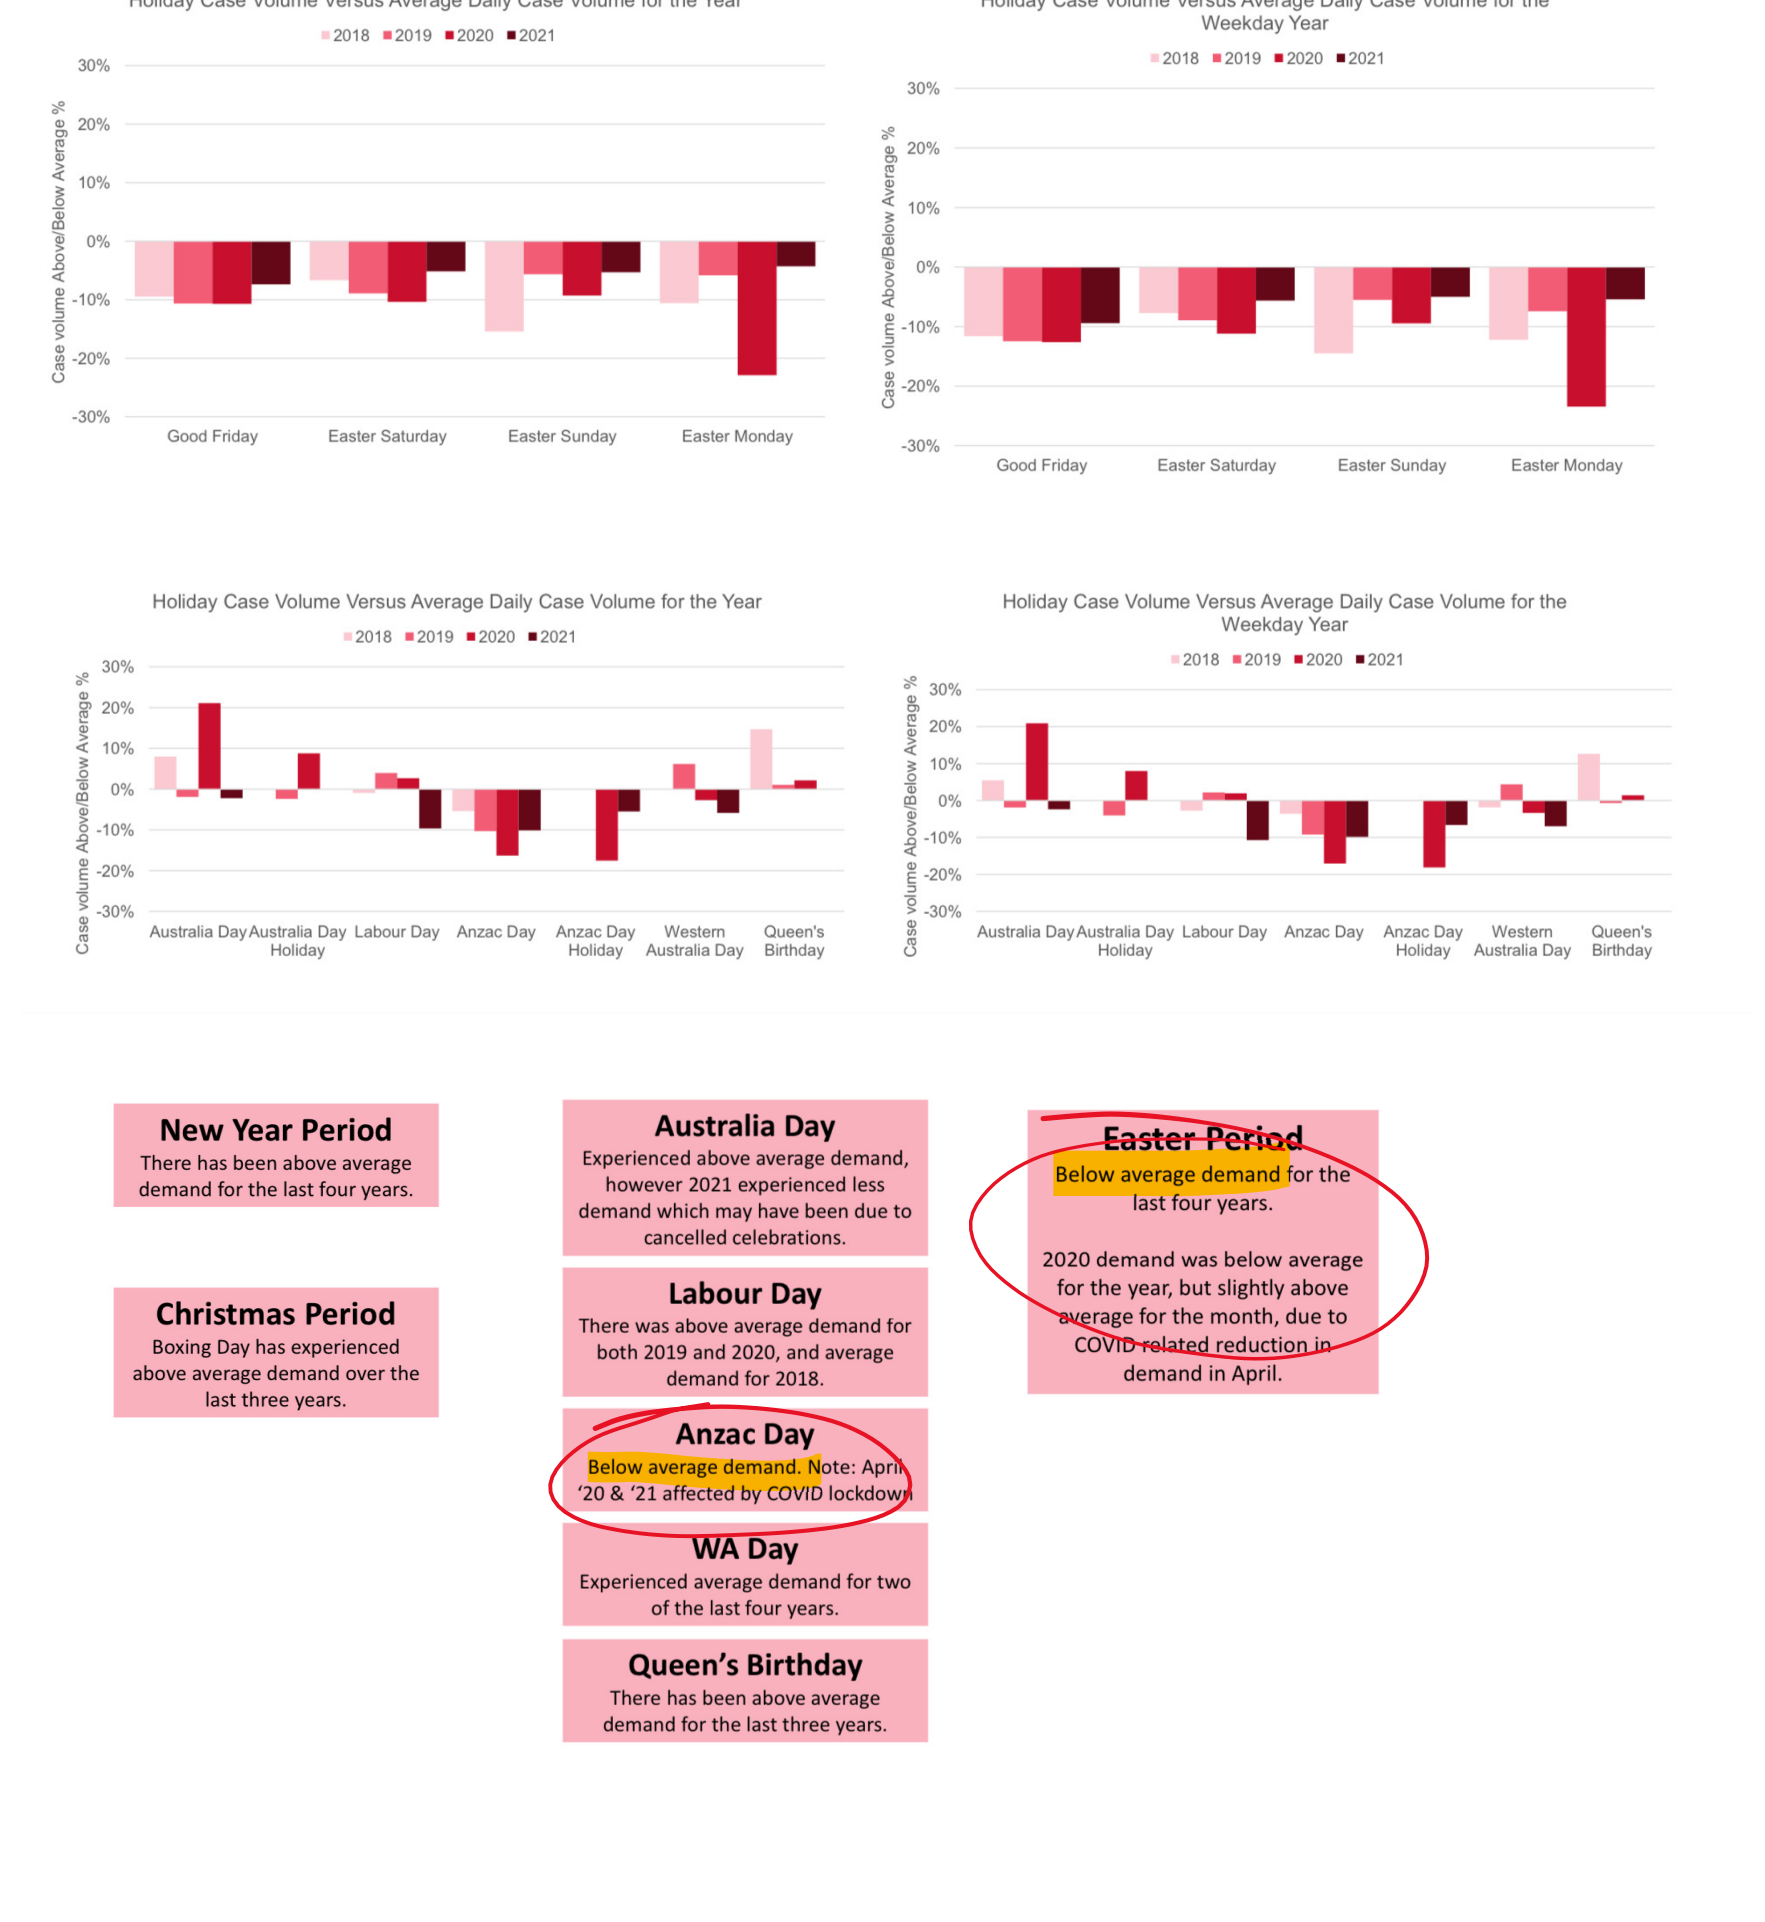 Holiday Case Volume Versus Average Daily Case Volume for the Year
2018 2019 2020 2021
Case volume Above/Below Average %
30%
20%
10%
0%
-10%
-20%
-30%
Good Friday Easter Saturday Easter Sunday Easter Monday
Holiday Case Volume Versus Average Daily Case Volume for the
Weekday Year
2018 2019 2020 2021
Case volume Above/Below Average %
30%
20%
10%
0%
-10%
-20%
-30%
Good Friday Easter Saturday Easter Sunday Easter Monday
Holiday Case Volume Versus Average Daily Case Volume for the Year
2018 2019 2020 2021
Case volume Above/Below Average %
30%
20%
10%
0%
-10%
-20%
-30%
Australia Day Australia Day Labour Day Anzac Day Anzac Day Western Queen's
Holiday Holiday Australia Day Birthday
Holiday Case Volume Versus Average Daily Case Volume for the
Weekday Year
2018 2019 2020 2021
Case volume Above/Below Average %
30%
20%
10%
0%
-10%
-20%
-30%
Australia Day Australia Day Labour Day Anzac Day Anzac Day Western Queen's
Holiday Holiday Australia Day Birthday
New Year Period
There has been above average
demand for the last four years.
Christmas Period
Boxing Day has experienced
above average demand over the
last three years.
Australia Day
Experienced above average demand,
however 2021 experienced less
demand which may have been due to
cancelled celebrations.
Labour Day
There was above average demand for
both 2019 and 2020, and average
demand for 2018.
Anzac Day
Below average demand. Note: April
‘20 & ‘21 affected by COVID lockdown
WA Day
Experienced average demand for two
of the last four years.
Queen’s Birthday
There has been above average
demand for the last three years.
Easter Period
Below average demand for the
last four years.
2020 demand was below average
for the year, but slightly above
average for the month, due to
COVID related reduction in
demand in April.